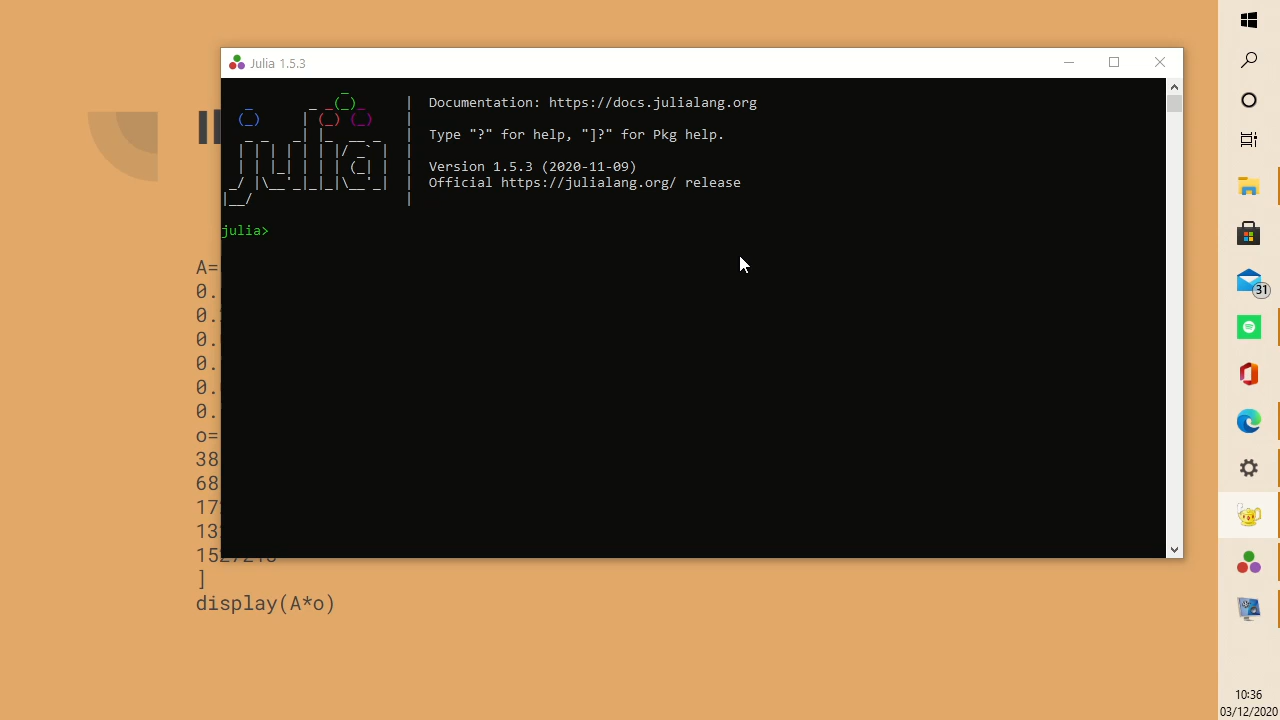 Julia 1.5.3
Documentation: https://docs.julialang.org
Type "?" for help, "]?" for Pkg help.
Version 1.5.3 (2020-11-09)
Official https://julialang.org/ release
julia>
A=
0.
0.
0.
0.
0.
0.
o=
38
68
17
13
]
display(A*o)
31
10:36
03/12/2020